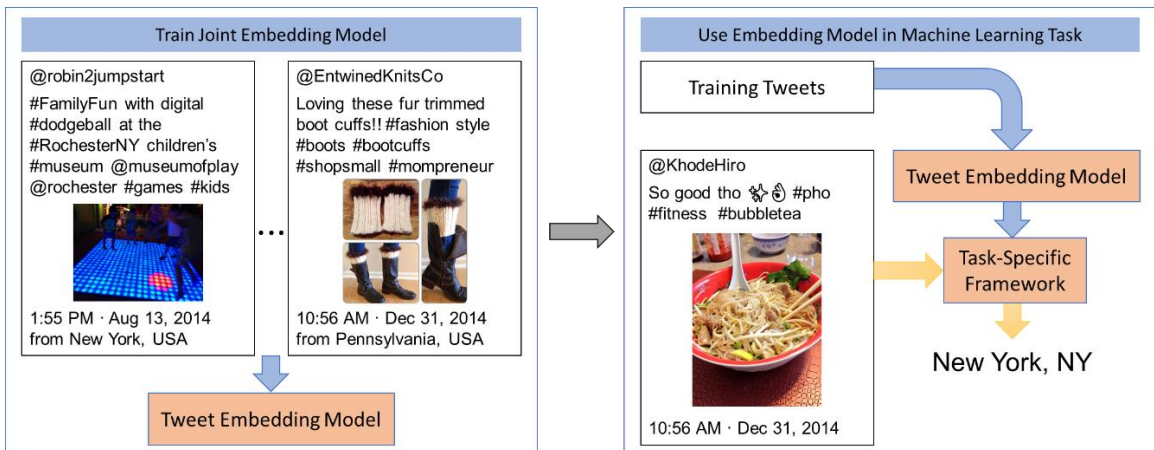 Train Joint Embedding Model
@robin2jumpstart
#FamilyFun with digital
#dodgeball at the
#RochesterNY children's
#museum @museumofplay
@rochester #games #kids
1:55 PM · Aug 13, 2014
from New York, USA
...
@EntwinedKnitsCo
Loving these fur trimmed
boot cuffs!! #fashion style
#boots #bootcuffs
#shopsmall #mompreneur
10:56 AM · Dec 31, 2014
from Pennsylvania, USA
Tweet Embedding Model
Use Embedding Model in Machine Learning Task
Training Tweets
@KhodeHiro
So good tho ✨👌 #pho
#fitness #bubbletea
10:56 AM · Dec 31, 2014
Tweet Embedding Model
Task-Specific
Framework
New York, NY